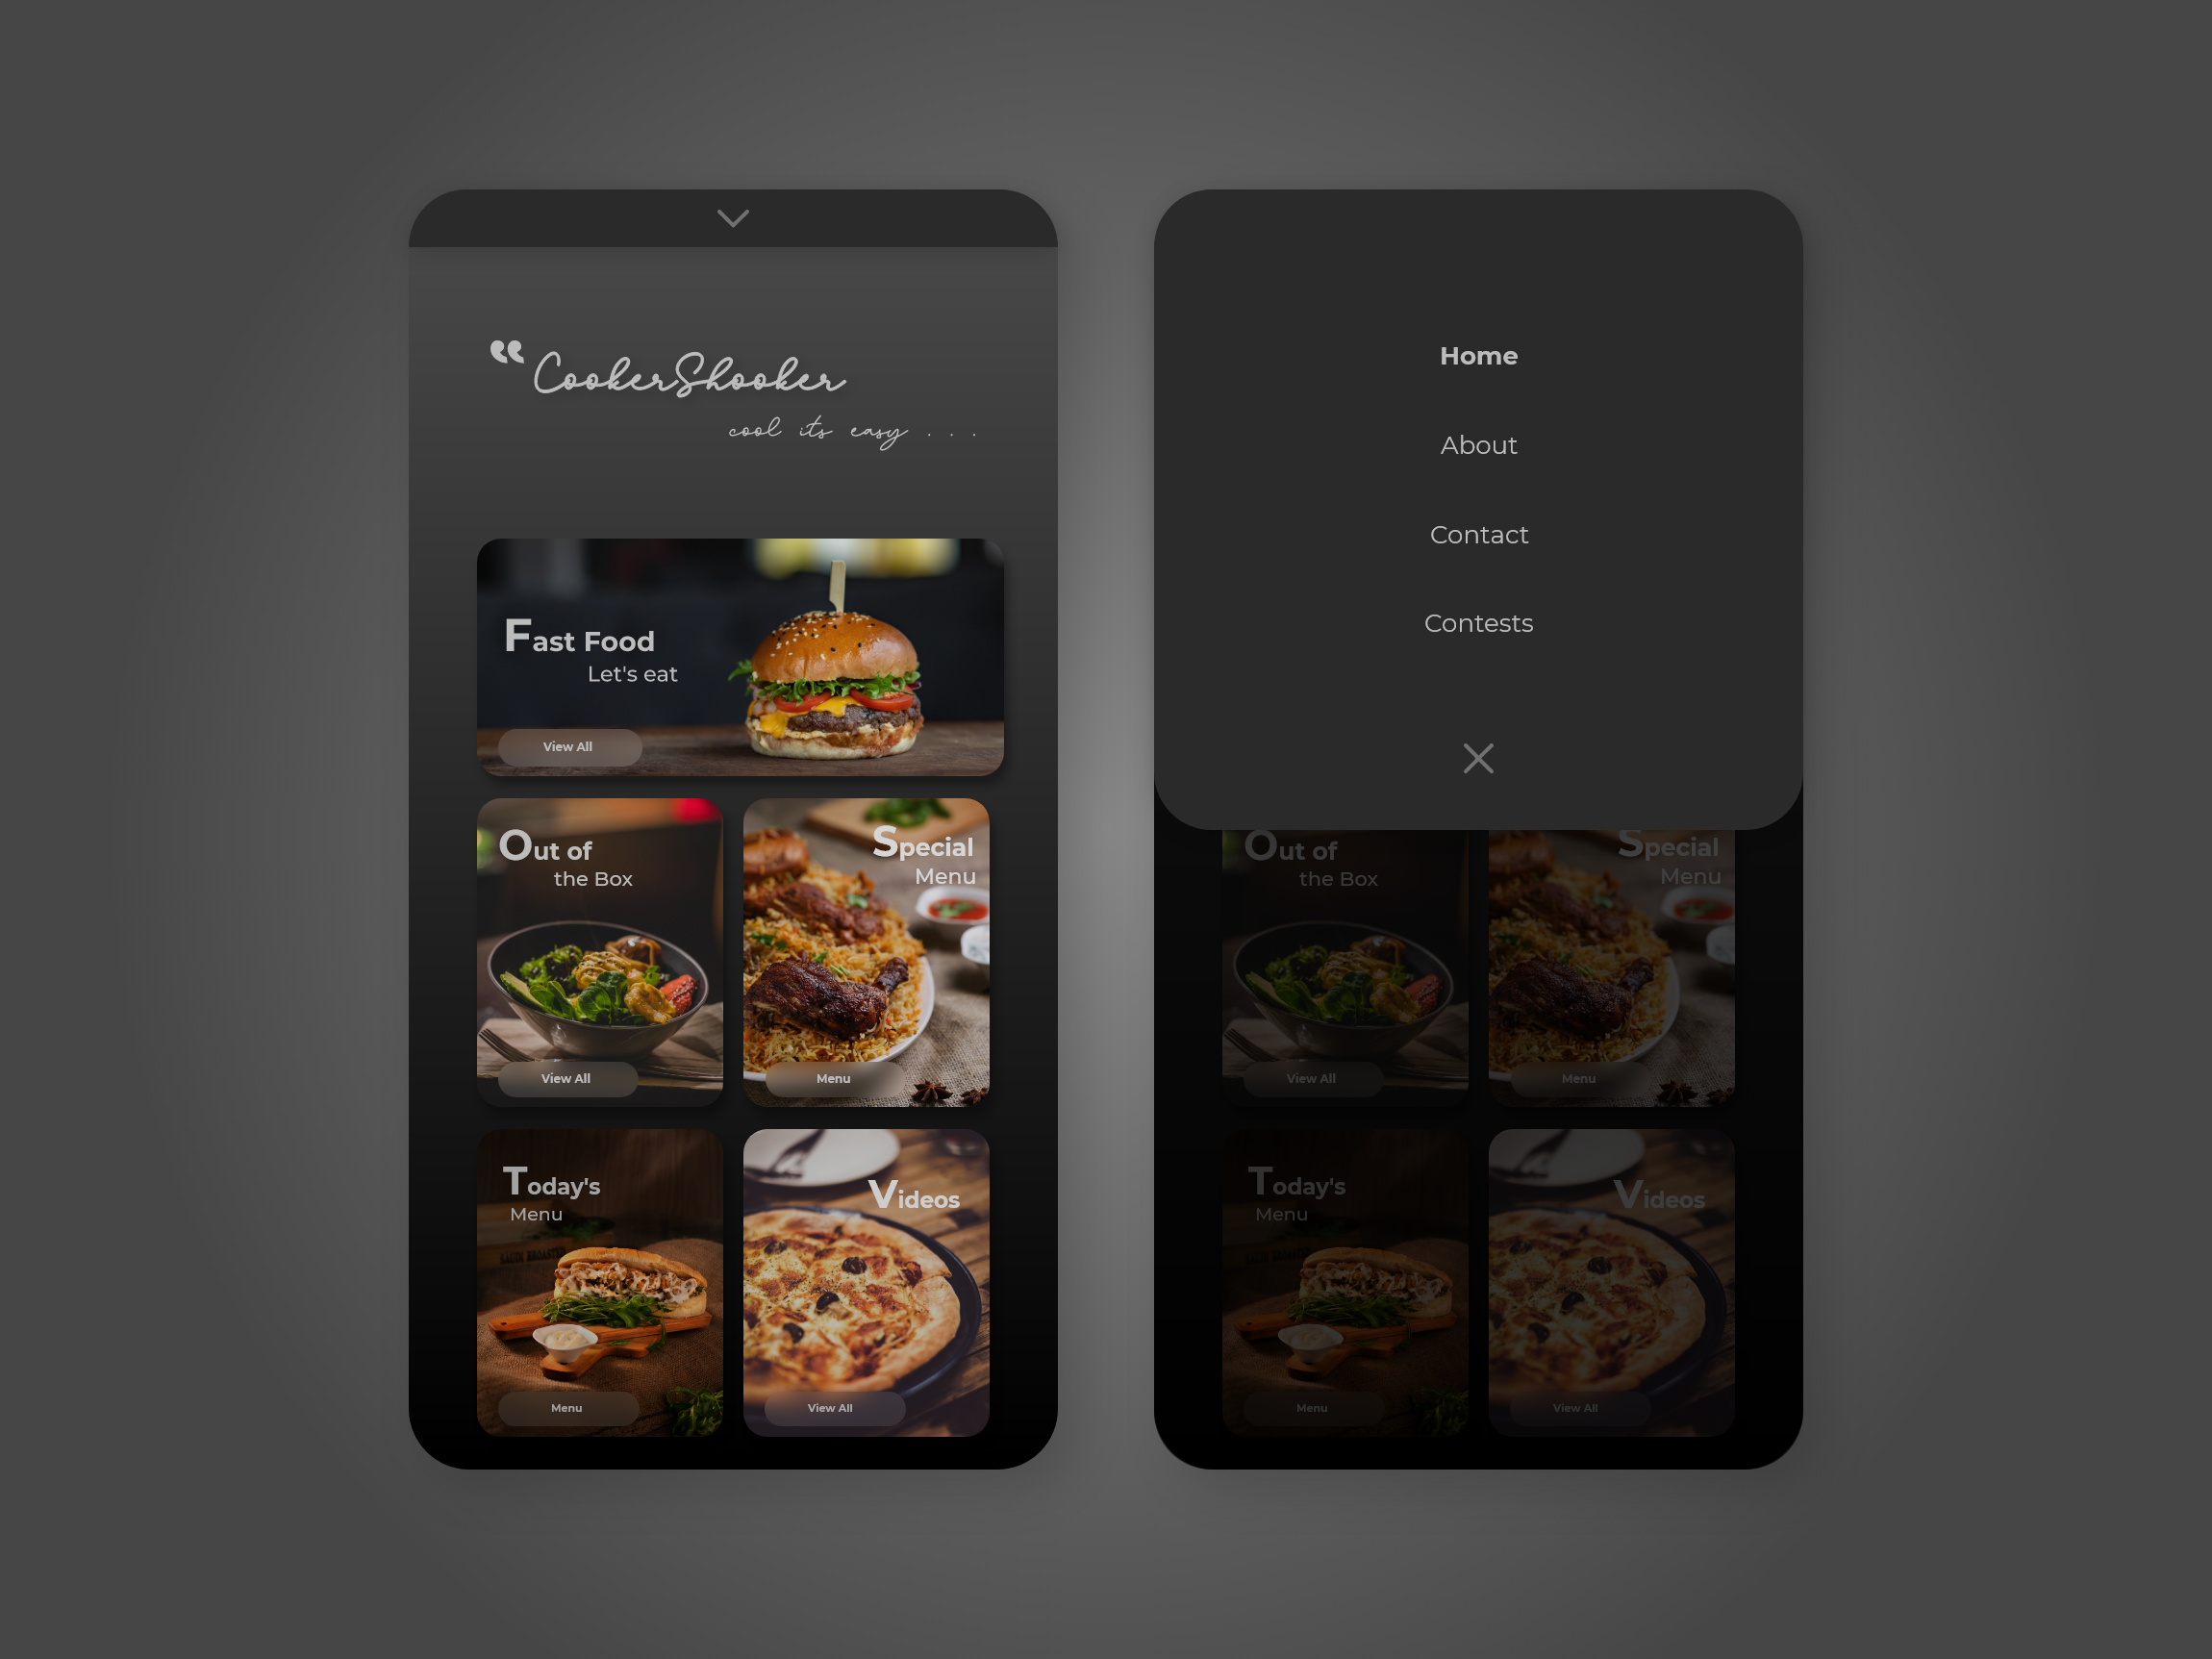 “ CookerShooker
cool its easy . . .
Fast Food
Let's eat
View All
Out of
the Box
View All
Special
Menu
Menu
Today's
Menu
Menu
Videos
View All
Home
About
Contact
Contests
Out of
the Box
View All
Special
Menu
Menu
Today's
Menu
Menu
Videos
View All